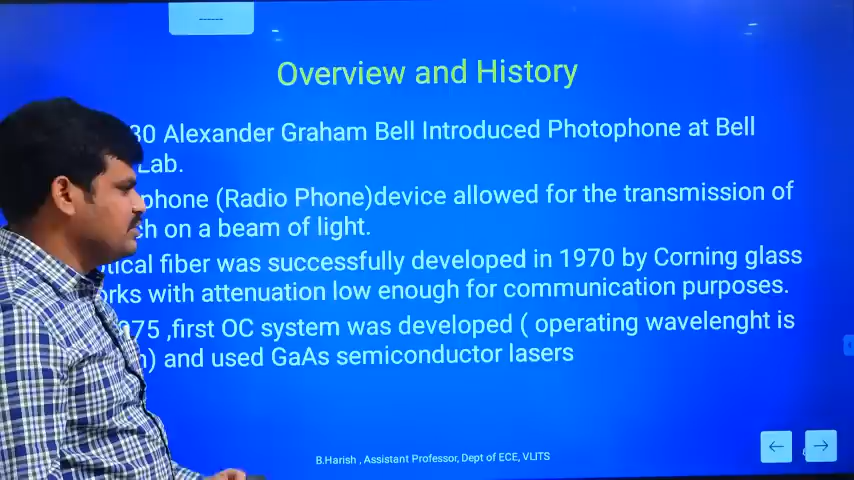 Overview and History
30 Alexander Graham Bell Introduced Photophone at Bell
Lab.
phone (Radio Phone)device allowed for the transmission of
ch on a beam of light.
tical fiber was successfully developed in 1970 by Corning glass
rks with attenuation low enough for communication purposes.
975 ,first OC system was developed ( operating wavelenght is
) and used GaAs semiconductor lasers
B.Harish , Assistant Professor, Dept of ECE, VLITS